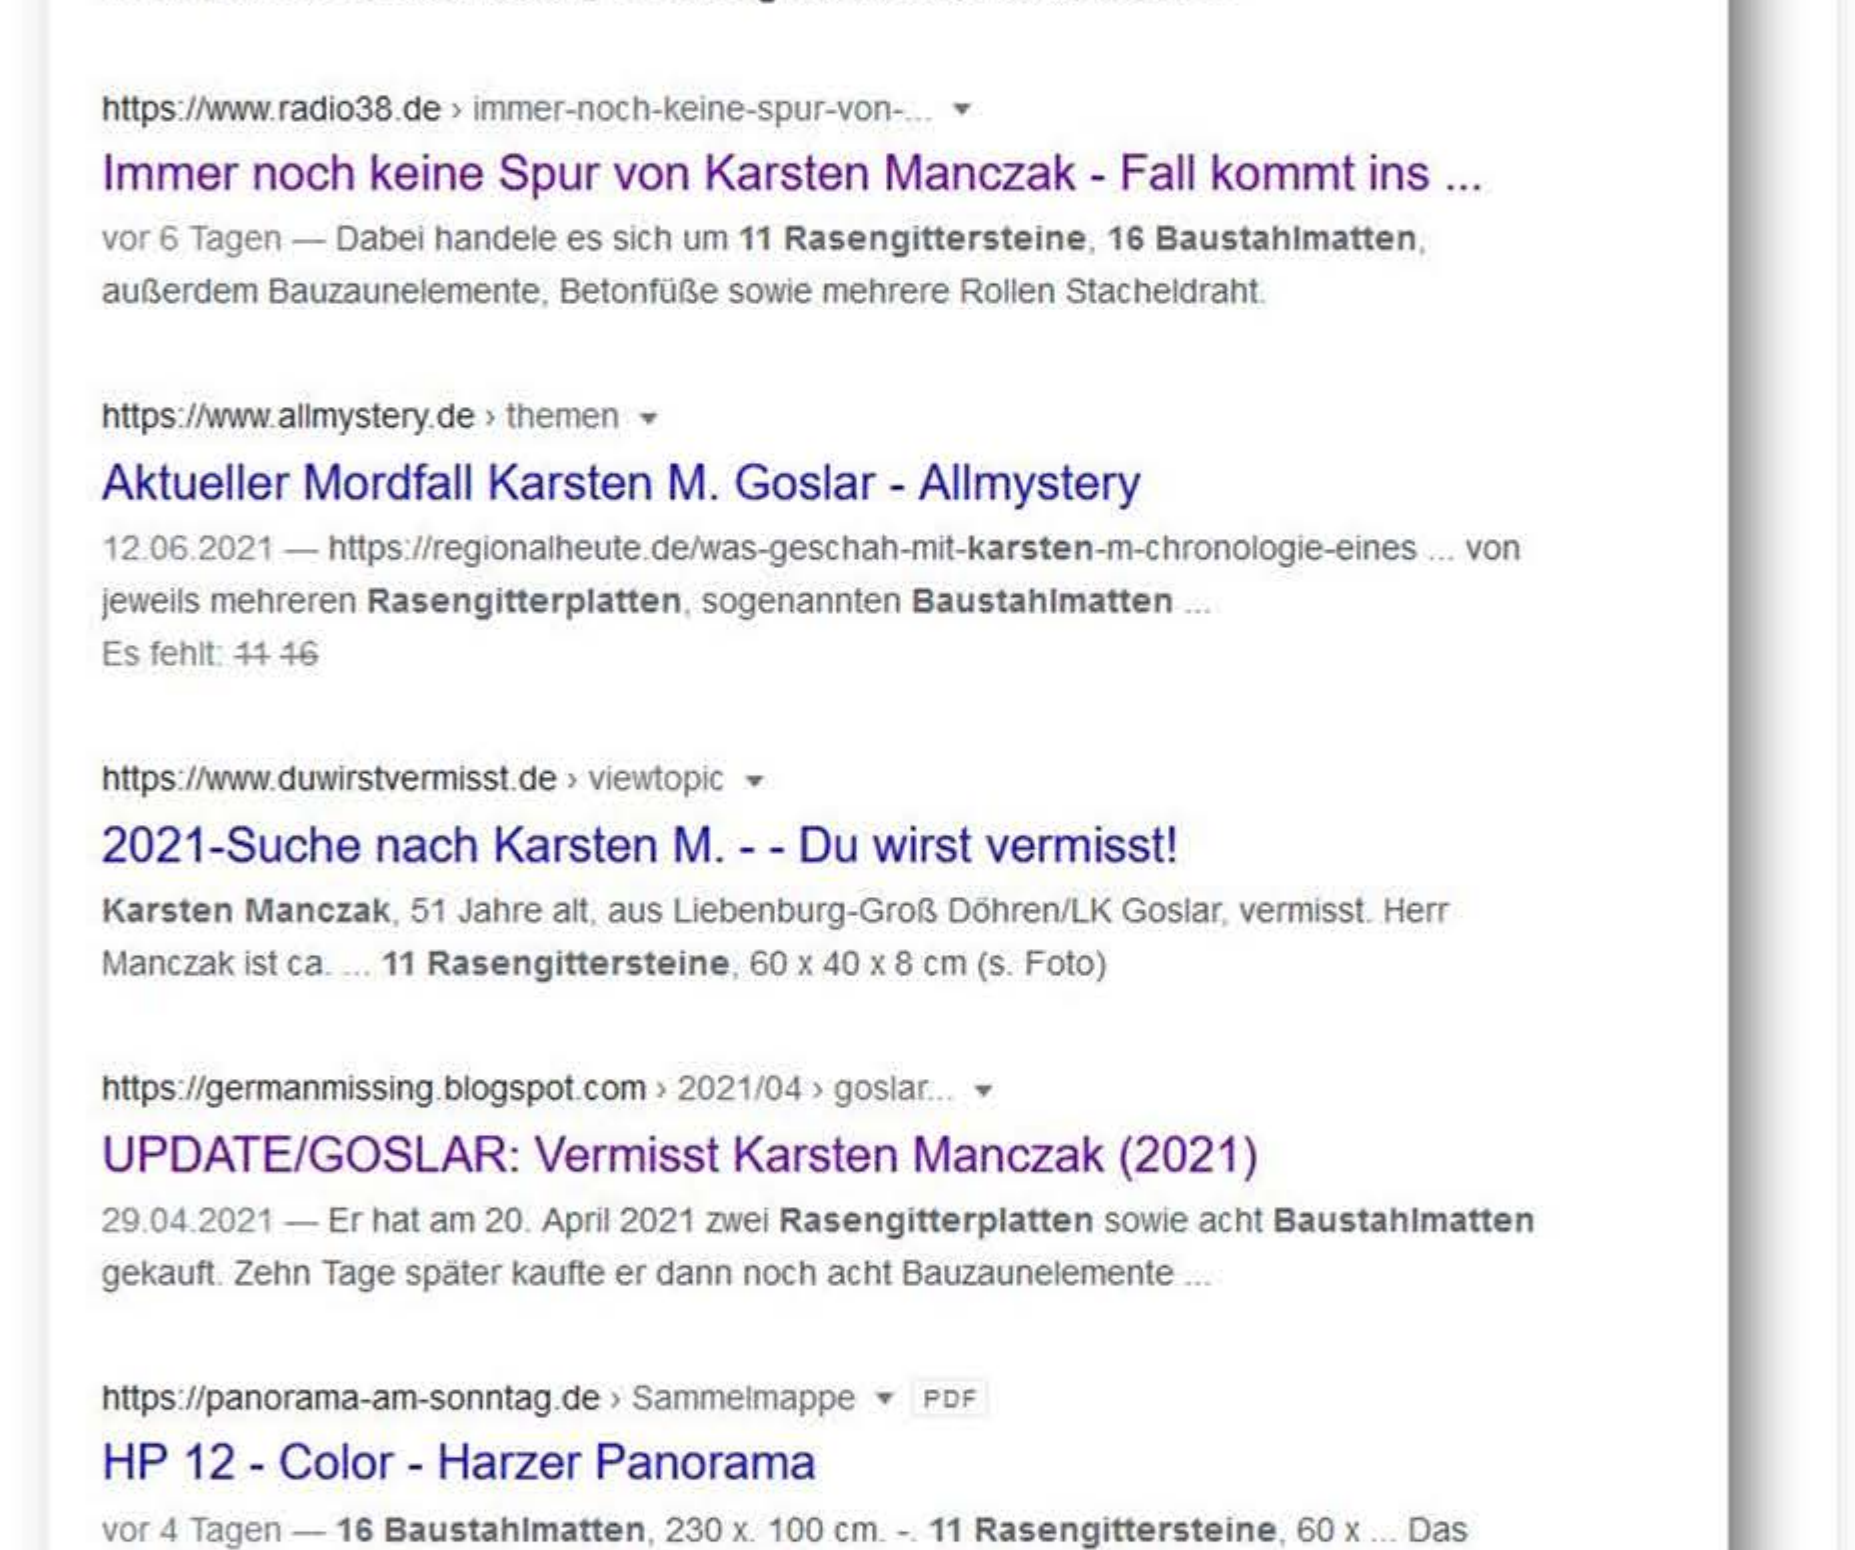 https://www.radio38.de › immer-noch-keine-spur-von-... ▼
Immer noch keine Spur von Karsten Manczak - Fall kommt ins ...
vor 6 Tagen — Dabei handele es sich um 11 Rasengittersteine, 16 Baustahlmatten,
außerdem Bauzaunelemente, Betonfüße sowie mehrere Rollen Stacheldraht.
https://www.allmystery.de › themen ▼
Aktueller Mordfall Karsten M. Goslar - Allmystery
12.06.2021 — https://regionalheute.de/was-geschah-mit-karsten-m-chronologie-eines ... von
jeweils mehreren Rasengitterplatten, sogenannten Baustahlmatten ...
Es fehlt: 11 16
https://www.duwirstvermisst.de › viewtopic ▼
2021-Suche nach Karsten M. - - Du wirst vermisst!
Karsten Manczak, 51 Jahre alt, aus Liebenburg-Groß Döhren/LK Goslar, vermisst. Herr
Manczak ist ca. ... 11 Rasengittersteine, 60 x 40 x 8 cm (s. Foto)
https://germanmissing.blogspot.com › 2021/04 › goslar... ▼
UPDATE/GOSLAR: Vermisst Karsten Manczak (2021)
29.04.2021 — Er hat am 20. April 2021 zwei Rasengitterplatten sowie acht Baustahlmatten
gekauft. Zehn Tage später kaufte er dann noch acht Bauzaunelemente ...
https://panorama-am-sonntag.de › Sammelmappe ▼ PDF
HP 12 - Color - Harzer Panorama
vor 4 Tagen — 16 Baustahlmatten, 230 x. 100 cm. -. 11 Rasengittersteine, 60 x ... Das